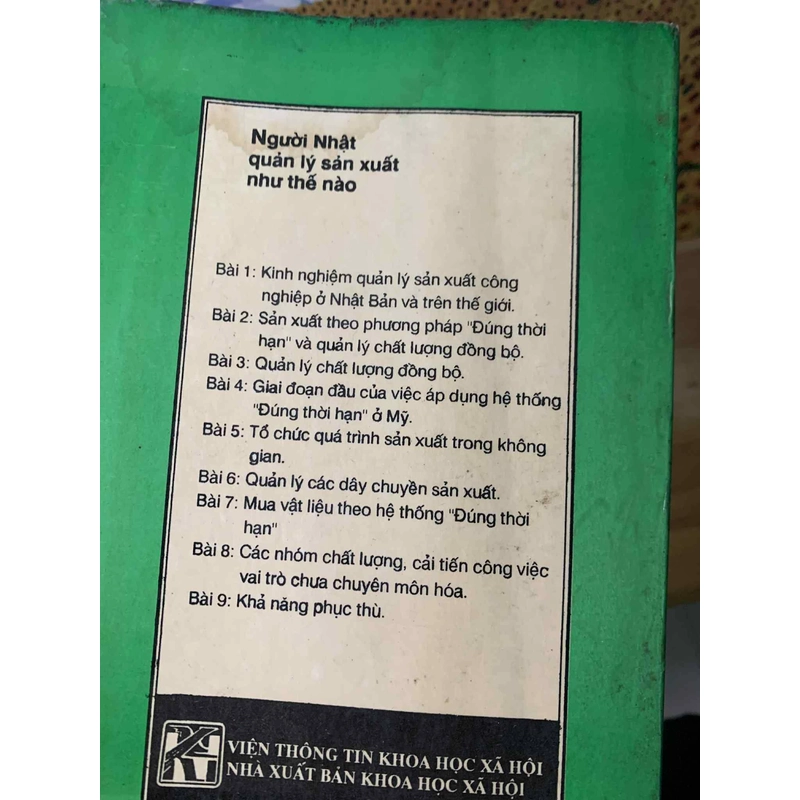 Người Nhật
quản lý sản xuất
như thế nào
Bài 1: Kinh nghiệm quản lý sản xuất công
nghiệp ở Nhật Bản và trên thế giới.
Bài 2: Sản xuất theo phương pháp "Đúng thời
hạn" và quản lý chất lượng đồng bộ.
Bài 3: Quản lý chất lượng đồng bộ.
Bài 4: Giai đoạn đầu của việc áp dụng hệ thống
"Đúng thời hạn" ở Mỹ.
Bài 5: Tổ chức quá trình sản xuất trong không
gian.
Bài 6: Quản lý các dây chuyền sản xuất.
Bài 7: Mua vật liệu theo hệ thống "Đúng thời
hạn"
Bài 8: Các nhóm chất lượng, cải tiến công việc
vai trò chưa chuyên môn hóa.
Bài 9: Khả năng phục thù.
VIỆN THÔNG TIN KHOA HỌC XÃ HỘI
NHÀ XUẤT BẢN KHOA HỌC XÃ HỘI